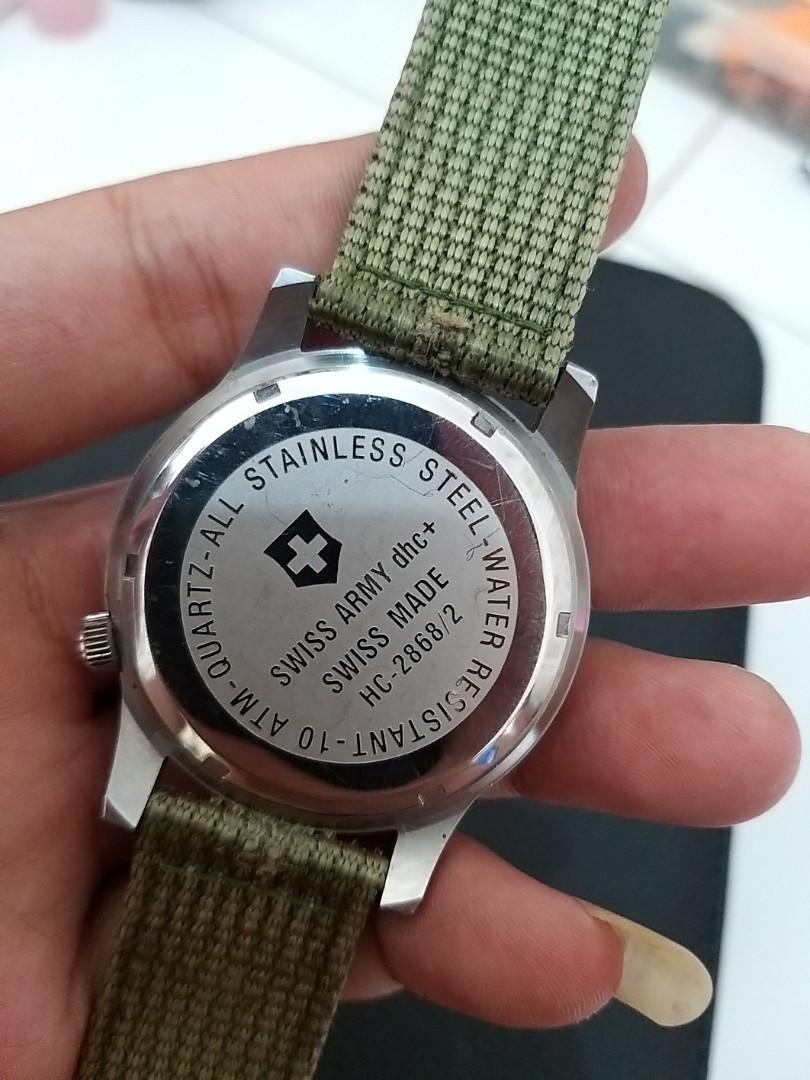 QUARTZ-ALL STAINLESS STEEL-WATER RESISTANT-10 ATM-
SWISS ARMY dhc+
SWISS MADE
HC-2868/2